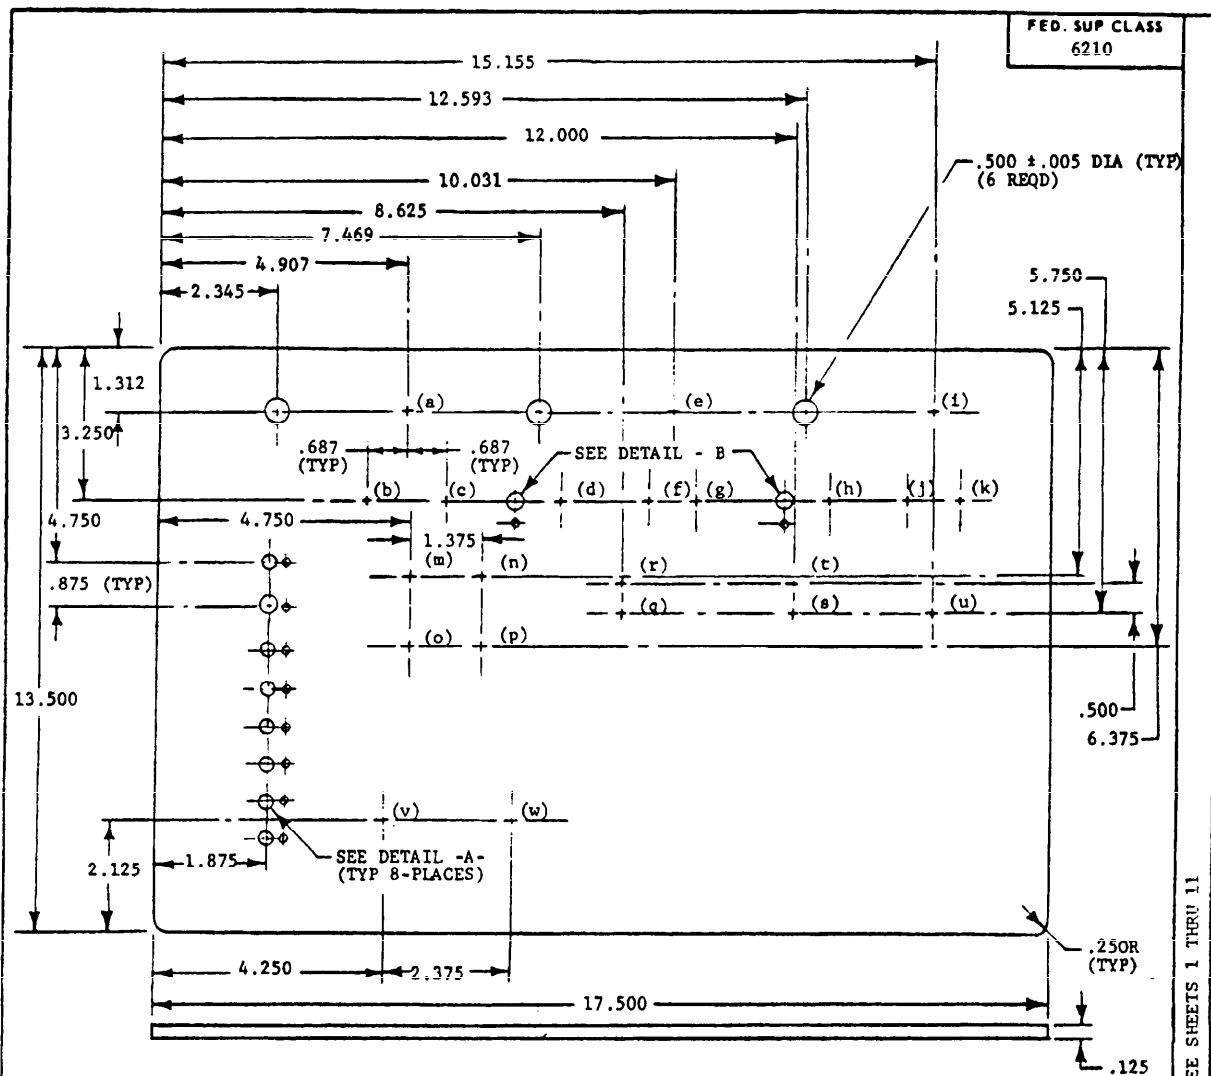 FED. SUP CLASS
6210
15.155
12.593
12.000
.500 ±.005 DIA (TYP)
(6 REQD)
10.031
8.625
7.469
4.907
2.345
5.750
5.125
1.312
3.250
(a)
(e)
(i)
.687
(TYP)
.687
(TYP)
SEE DETAIL - B
(b)
(c)
(d)
(f)
(g)
(h)
(j)
(k)
4.750
4.750
1.375
.875 (TYP)
(m)
(n)
(r)
(t)
(q)
(s)
(u)
(o)
(p)
13.500
.500
6.375
(v)
(w)
2.125
1.875
SEE DETAIL -A-
(TYP 8-PLACES)
.250R
(TYP)
4.250
2.375
17.500
.125
EE SHEETS 1 THRU 11